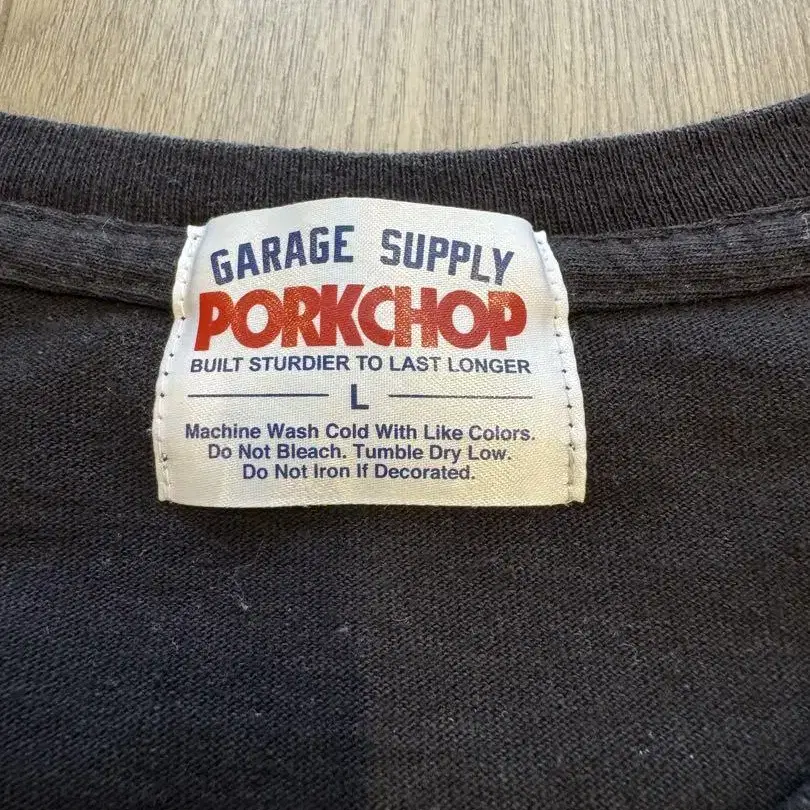 GARAGE SUPPLY
PORKCHOP
BUILT STURDIER TO LAST LONGER
L
Machine Wash Cold With Like Colors.
Do Not Bleach. Tumble Dry Low.
Do Not Iron If Decorated.